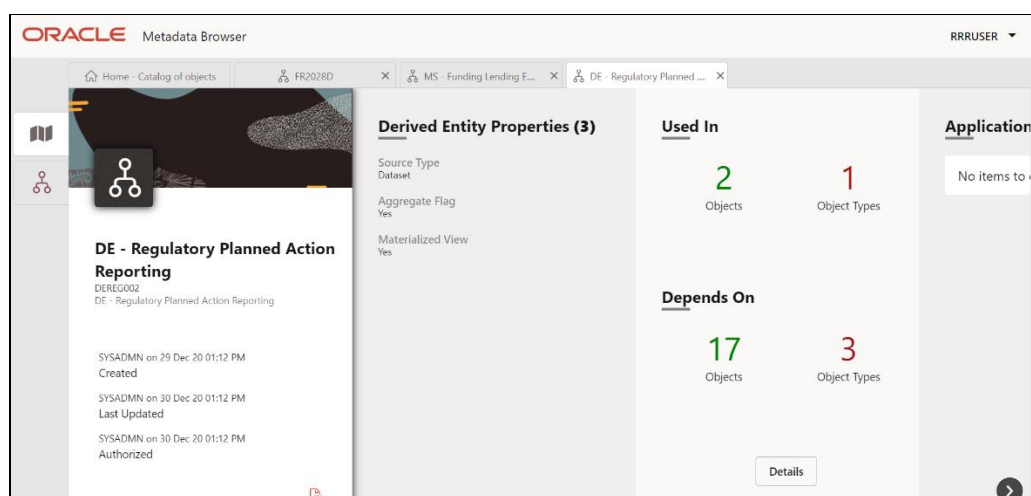 ORACLE Metadata Browser
RRRUSER
Home - Catalog of objects
FR2028D
MS - Funding Lending E...
DE - Regulatory Planned ...
DE - Regulatory Planned Action
Reporting
DEREG002
DE - Regulatory Planned Action Reporting
SYSADMN on 29 Dec 20 01:12 PM
Created
SYSADMN on 30 Dec 20 01:12 PM
Last Updated
SYSADMN on 30 Dec 20 01:12 PM
Authorized
Derived Entity Properties (3)
Source Type
Dataset
Aggregate Flag
Yes
Materialized View
Yes
Used In
2 1
Objects Object Types
Depends On
17 3
Objects Object Types
Details
Application
No items to